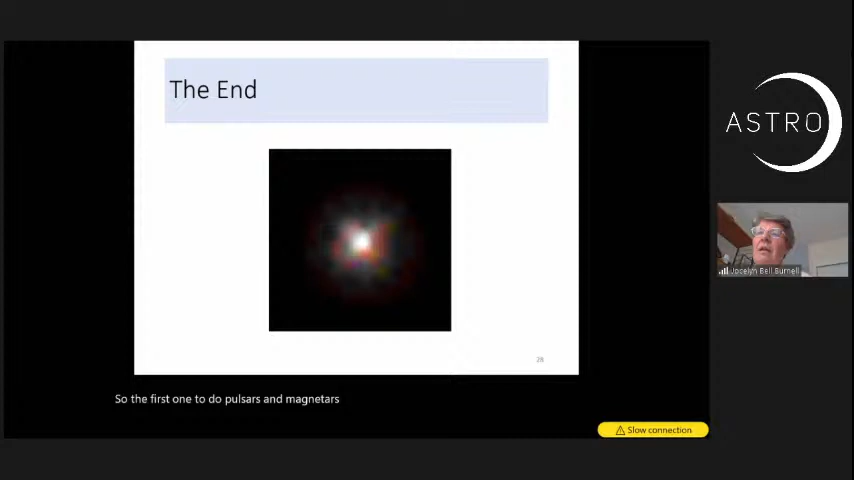 The End
ASTRO
Jocelyn Bell Burnell
28
So the first one to do pulsars and magnetars
Slow connection